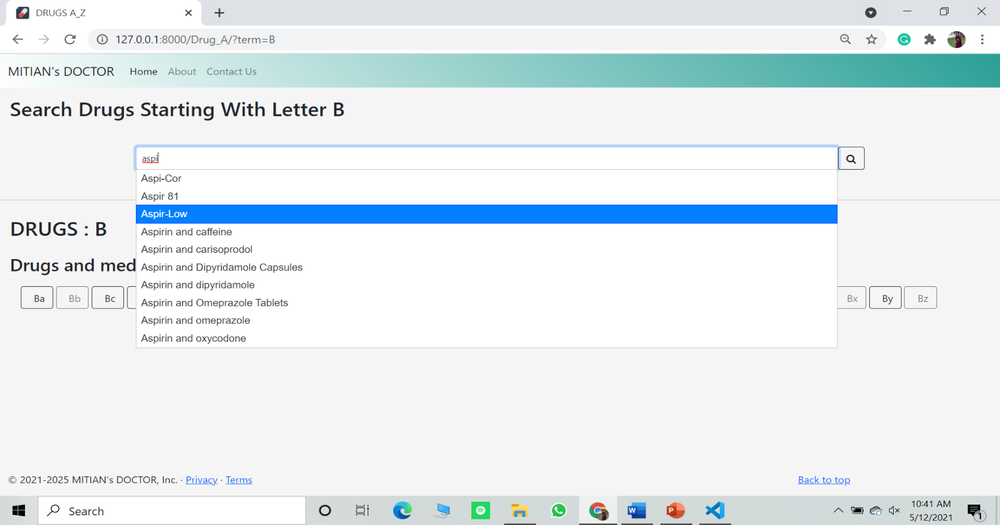 DRUGS A_Z
127.0.0.1:8000/Drug_A/?term=B
MITIAN's DOCTOR Home About Contact Us
Search Drugs Starting With Letter B
aspi
Aspi-Cor
Aspir 81
Aspir-Low
Aspirin and caffeine
Aspirin and carisoprodol
Aspirin and Dipyridamole Capsules
Aspirin and dipyridamole
Aspirin and Omeprazole Tablets
Aspirin and omeprazole
Aspirin and oxycodone
DRUGS : B
Drugs and med
Ba Bb Bc Bx By Bz
© 2021-2025 MITIAN's DOCTOR, Inc. · Privacy · Terms Back to top
Search
10:41 AM
5/12/2021
1